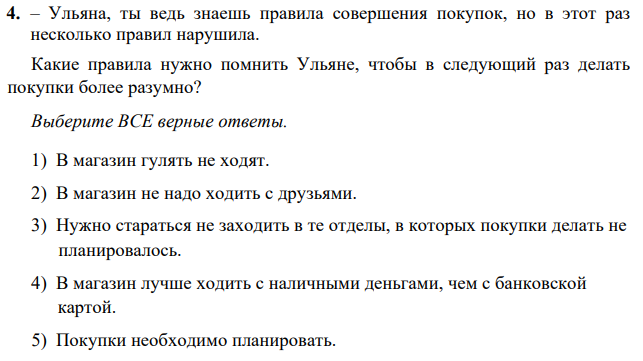 4. – Ульяна, ты ведь знаешь правила совершения покупок, но в этот раз
несколько правил нарушила.
Какие правила нужно помнить Ульяне, чтобы в следующий раз делать
покупки более разумно?
Выберите ВСЕ верные ответы.
1) В магазин гулять не ходят.
2) В магазин не надо ходить с друзьями.
3) Нужно стараться не заходить в те отделы, в которых покупки делать не
планировалось.
4) В магазин лучше ходить с наличными деньгами, чем с банковской
картой.
5) Покупки необходимо планировать.